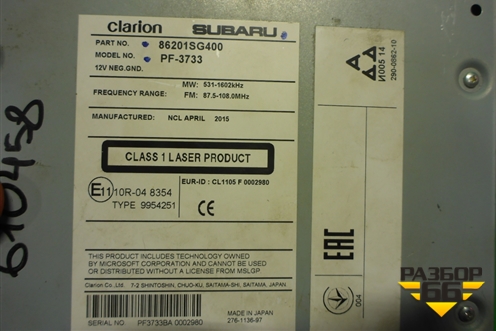 Clarion SUBARU
PART NO. 86201SG400
MODEL NO. PF-3733
12V NEG.GND.
MW: 531-1602kHz
FREQUENCY RANGE: FM: 87.5-108.0MHz
MANUFACTURED: NCL APRIL 2015
CLASS 1 LASER PRODUCT
E11 10R-04 8354
TYPE 9954251
EUR-ID : CL1105 F 0002980
CE
THIS PRODUCT INCLUDES TECHNOLOGY OWNED
BY MICROSOFT CORPORATION AND CANNOT BE USED
OR DISTRIBUTED WITHOUT A LICENSE FROM MSLGP
Clarion Co.,Ltd. 7-2 SHINTOSHIN, CHUO-KU, SAITAMA-SHI, SAITAMA, JAPAN
MADE IN JAPAN
SERIAL NO. PF3733BA 0002980 276-1136-97
И005 14
290-0662-10
EAC
004
610458
РАЗБОР
66